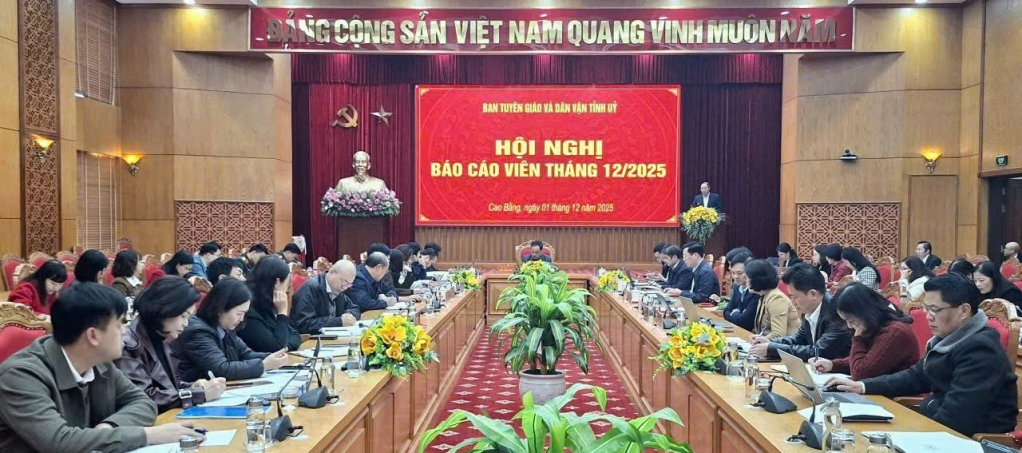 ĐẢNG CỘNG SẢN VIỆT NAM QUANG VINH MUÔN NĂM
BAN TUYÊN GIÁO VÀ DÂN VẬN TỈNH UỶ
HỘI NGHỊ
BÁO CÁO VIÊN THÁNG 12/2025
Cao Bằng, ngày 01 tháng 12 năm 2025